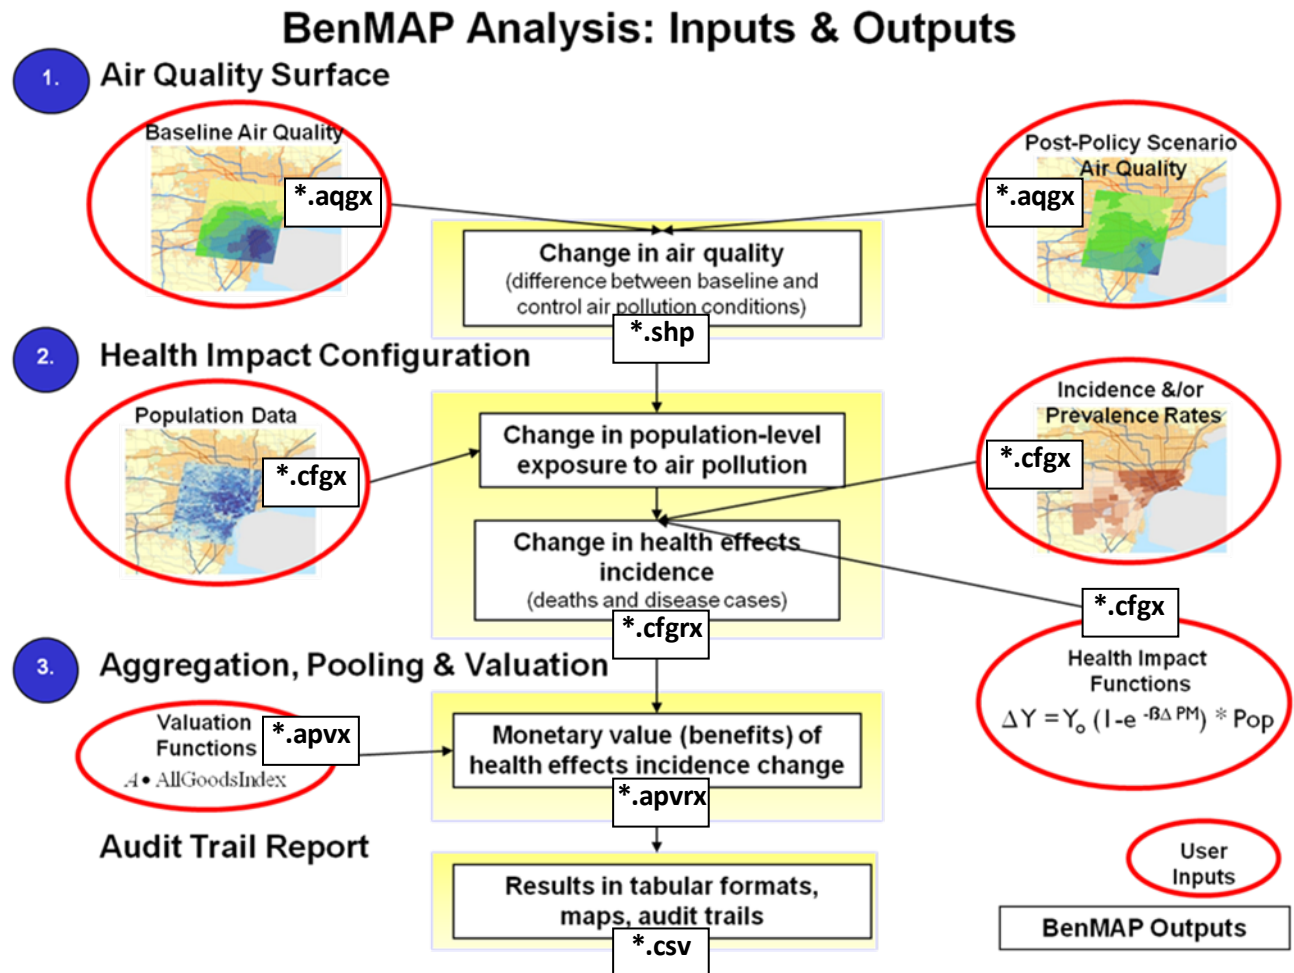 BenMAP Analysis: Inputs & Outputs
1.
Air Quality Surface
Baseline Air Quality
*.aqgx
Post-Policy Scenario
Air Quality
*.aqgx
Change in air quality
(difference between baseline and
control air pollution conditions)
*.shp
2.
Health Impact Configuration
Population Data
*.cfgx
Change in population-level
exposure to air pollution
Incidence &/or
Prevalence Rates
*.cfgx
Change in health effects
incidence
(deaths and disease cases)
*.cfgrx
*.cfgx
Health Impact
Functions
ΔY = Yₒ (1-e ⁻ᵝᐃ ᴾᴹ) * Pop
3.
Aggregation, Pooling & Valuation
Valuation
Functions
*.apvx
A • AllGoodsIndex
Monetary value (benefits) of
health effects incidence change
*.apvrx
Audit Trail Report
Results in tabular formats,
maps, audit trails
*.csv
User
Inputs
BenMAP Outputs